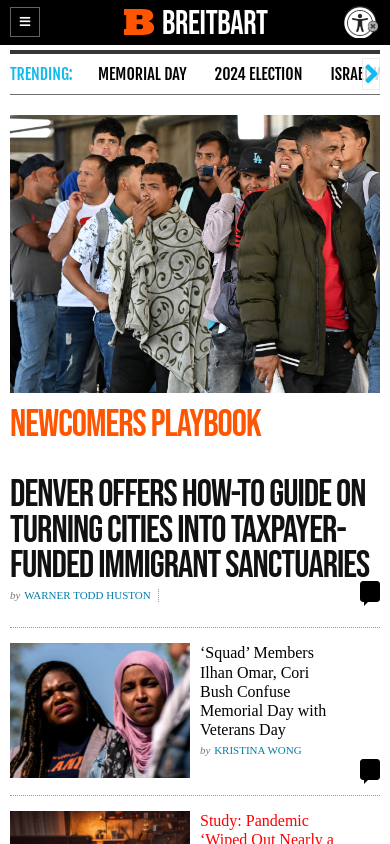 BREITBART
TRENDING:
MEMORIAL DAY
2024 ELECTION
ISRAE
NEWCOMERS PLAYBOOK
DENVER OFFERS HOW-TO GUIDE ON
TURNING CITIES INTO TAXPAYER-
FUNDED IMMIGRANT SANCTUARIES
by WARNER TODD HUSTON
‘Squad’ Members
Ilhan Omar, Cori
Bush Confuse
Memorial Day with
Veterans Day
by KRISTINA WONG
Study: Pandemic
‘Wiped Out Nearly a